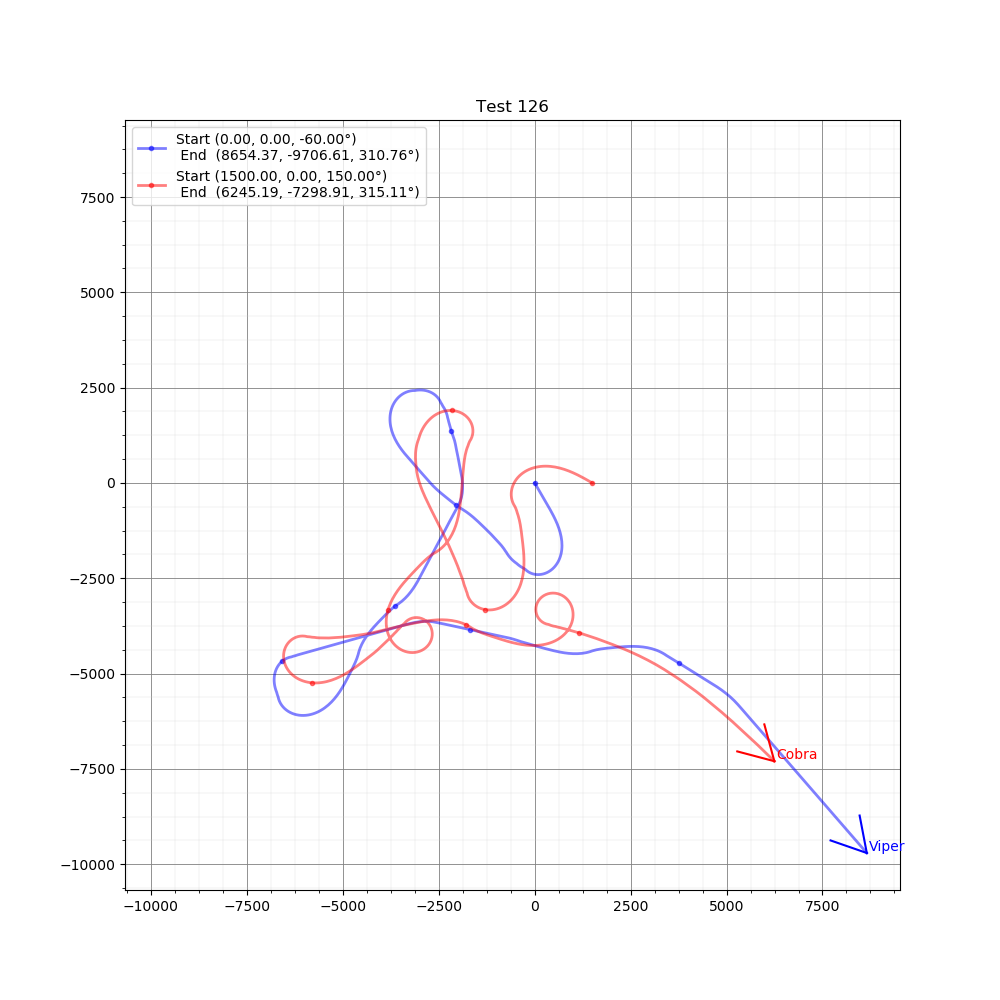 Test 126
Start (0.00, 0.00, -60.00°)
End (8654.37, -9706.61, 310.76°)
Start (1500.00, 0.00, 150.00°)
End (6245.19, -7298.91, 315.11°)
7500
5000
2500
0
−2500
−5000
−7500
−10000
Cobra
Viper
−10000 −7500 −5000 −2500 0 2500 5000 7500